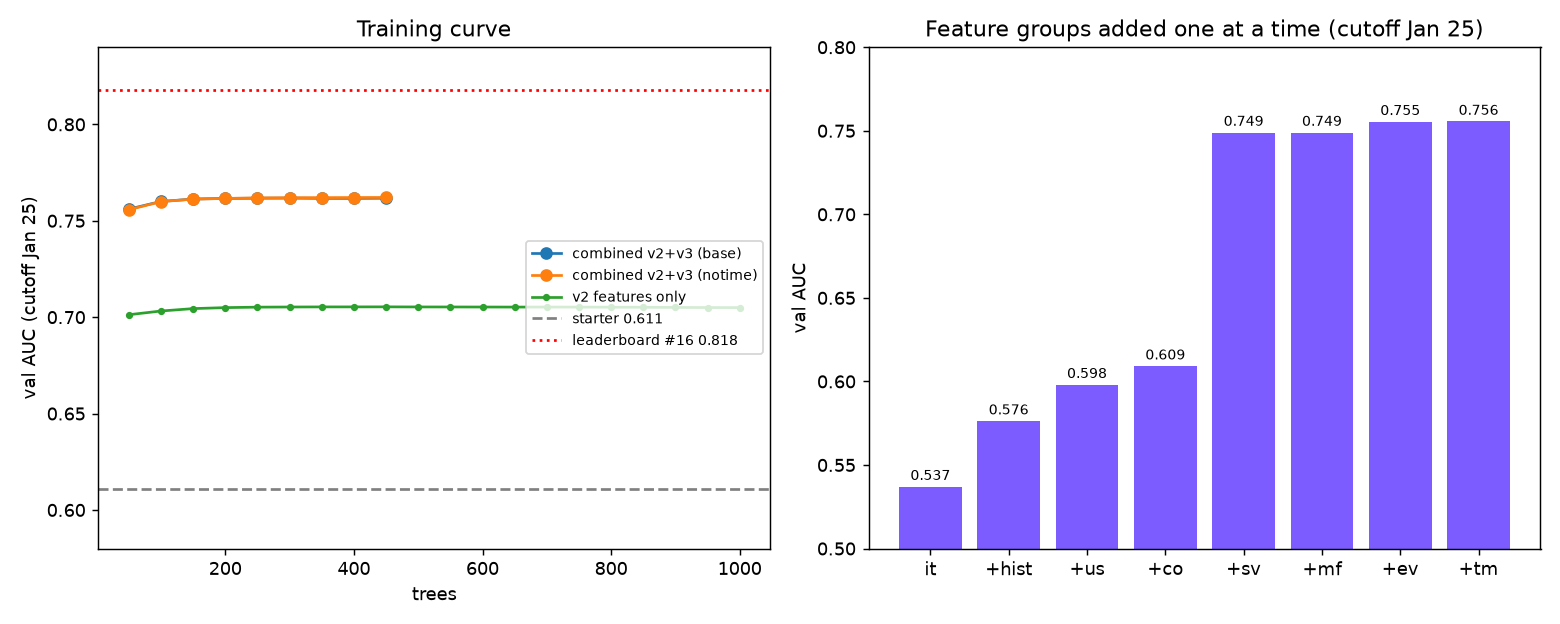 Training curve
val AUC (cutoff Jan 25)
0.80
0.75
0.70
0.65
0.60
combined v2+v3 (base)
combined v2+v3 (notime)
v2 features only
starter 0.611
leaderboard #16 0.818
200 400 600 800 1000
trees
Feature groups added one at a time (cutoff Jan 25)
val AUC
0.80
0.75
0.70
0.65
0.60
0.55
0.50
0.537
0.576
0.598
0.609
0.749
0.749
0.755
0.756
it +hist +us +co +sv +mf +ev +tm